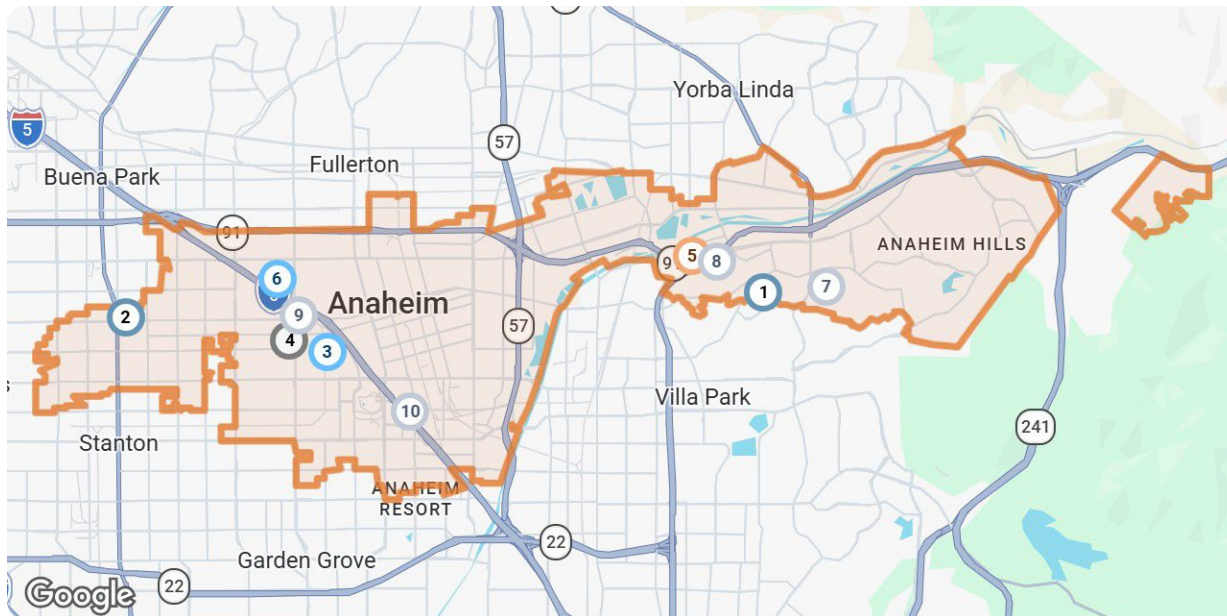 Yorba Linda
5
57
Fullerton
Buena Park
91
ANAHEIM HILLS
5
9
8
6
7
1
Anaheim
9
2
57
4
3
Villa Park
10
241
Stanton
ANAHEIM
RESORT
22
Garden Grove
22
Google